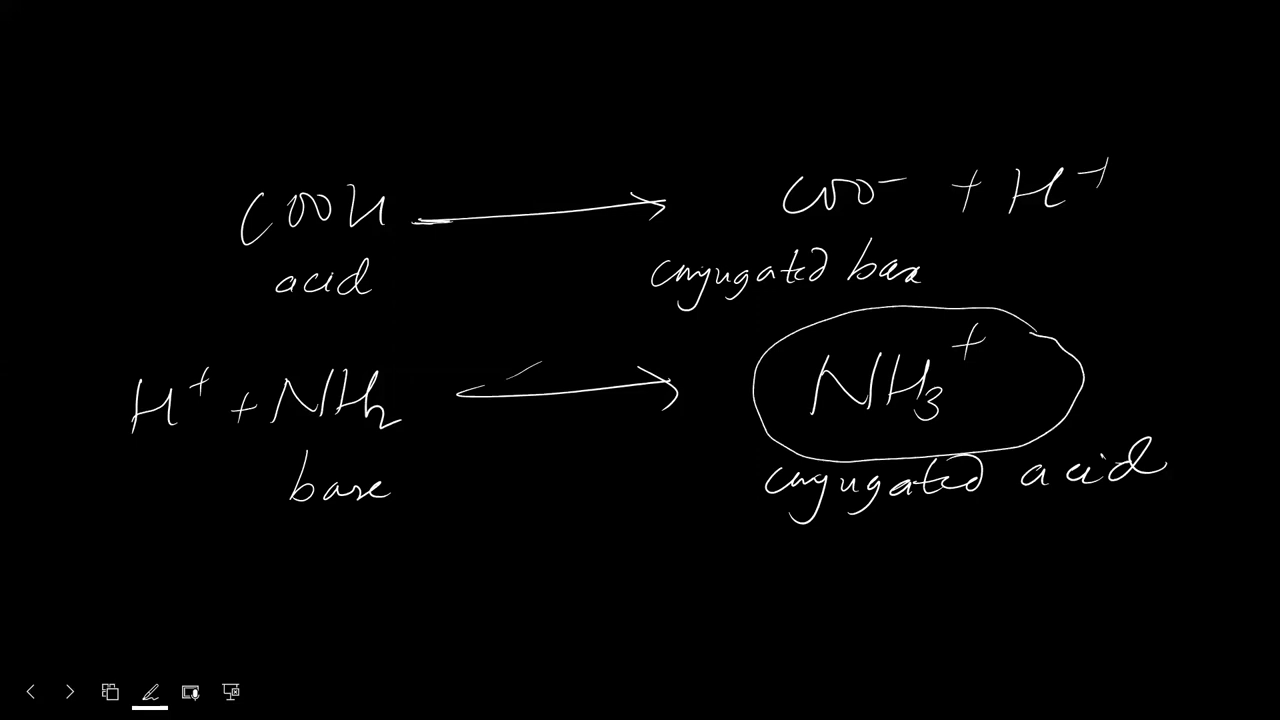 COOH → COO⁻ + H⁺
acid conjugated base
H⁺ + NH₂ → NH₃⁺
base conjugated acid